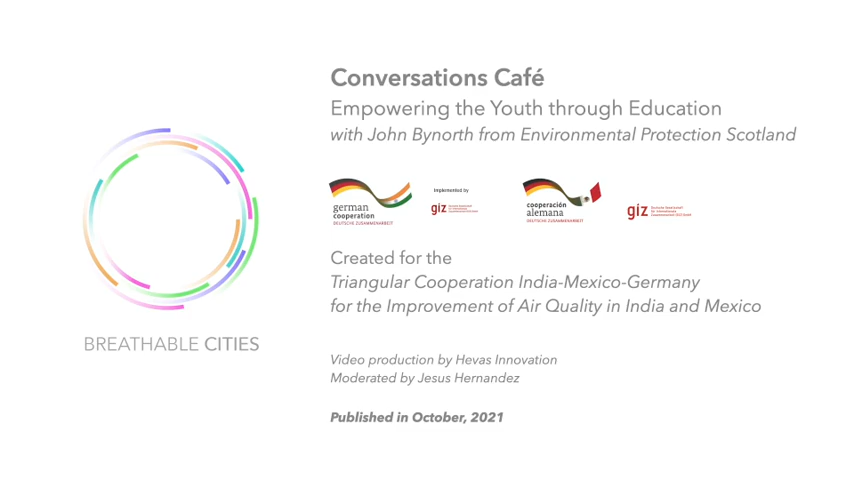 Conversations Café
Empowering the Youth through Education
with John Bynorth from Environmental Protection Scotland
german
cooperation
DEUTSCHE ZUSAMMENARBEIT
Implemented by
giz
cooperación
alemana
DEUTSCHE ZUSAMMENARBEIT
giz
Created for the
Triangular Cooperation India-Mexico-Germany
for the Improvement of Air Quality in India and Mexico
BREATHABLE CITIES
Video production by Hevas Innovation
Moderated by Jesus Hernandez
Published in October, 2021